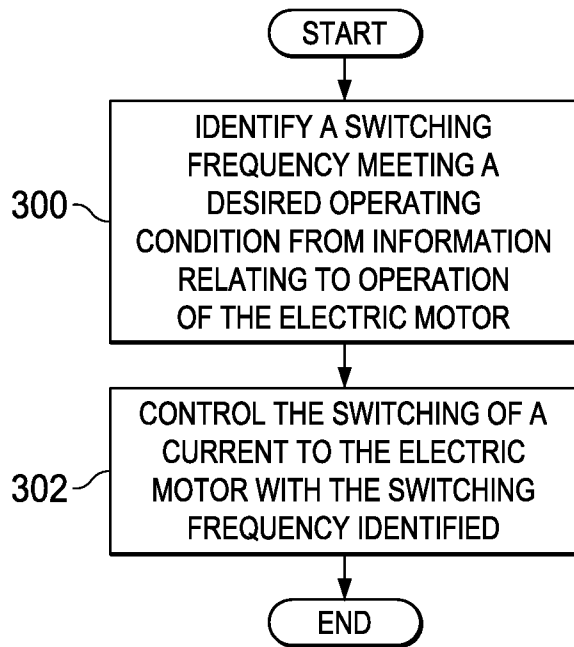 START
IDENTIFY A SWITCHING
FREQUENCY MEETING A
DESIRED OPERATING
CONDITION FROM INFORMATION
RELATING TO OPERATION
OF THE ELECTRIC MOTOR
300
CONTROL THE SWITCHING OF A
CURRENT TO THE ELECTRIC
MOTOR WITH THE SWITCHING
FREQUENCY IDENTIFIED
302
END